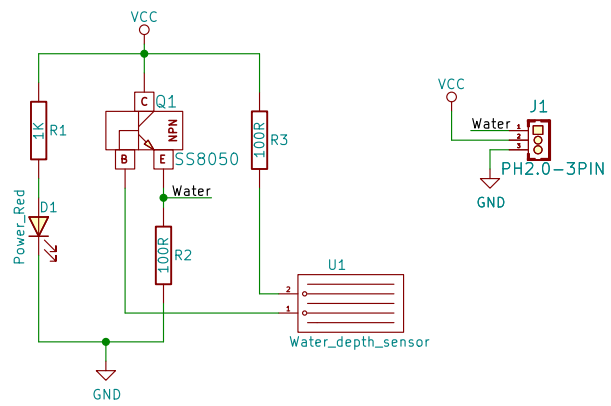 VCC
C
Q1
NPN
1K
R1
100R
R3
B
E
SS8050
Water
Power_Red
D1
100R
R2
U1
2
1
Water_depth_sensor
GND
VCC
J1
Water
1
2
3
PH2.0-3PIN
GND